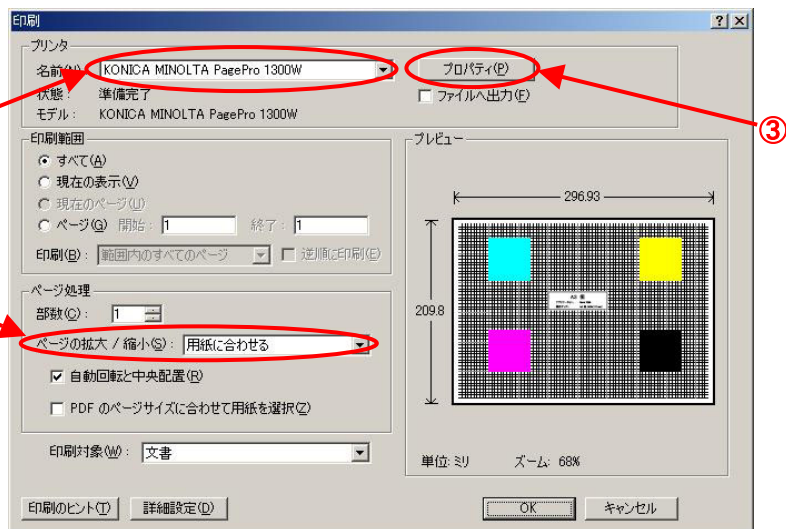 印刷
プリンタ
名前(N): KONICA MINOLTA PagePro 1300W プロパティ(P)
状態: 準備完了 ファイルへ出力(F)
モデル: KONICA MINOLTA PagePro 1300W
③
印刷範囲
すべて(A)
現在の表示(V)
現在のページ(U)
ページ(G) 開始: 1 終了: 1
印刷(B): 範囲内のすべてのページ 逆順に印刷(E)
ページ処理
部数(C): 1
ページの拡大 / 縮小(S): 用紙に合わせる
自動回転と中央配置(R)
PDF のページサイズに合わせて用紙を選択(Z)
印刷対象(W): 文書
プレビュー
296.93
209.8
単位: ミリ ズーム: 68%
印刷のヒント(T) 詳細設定(D) OK キャンセル